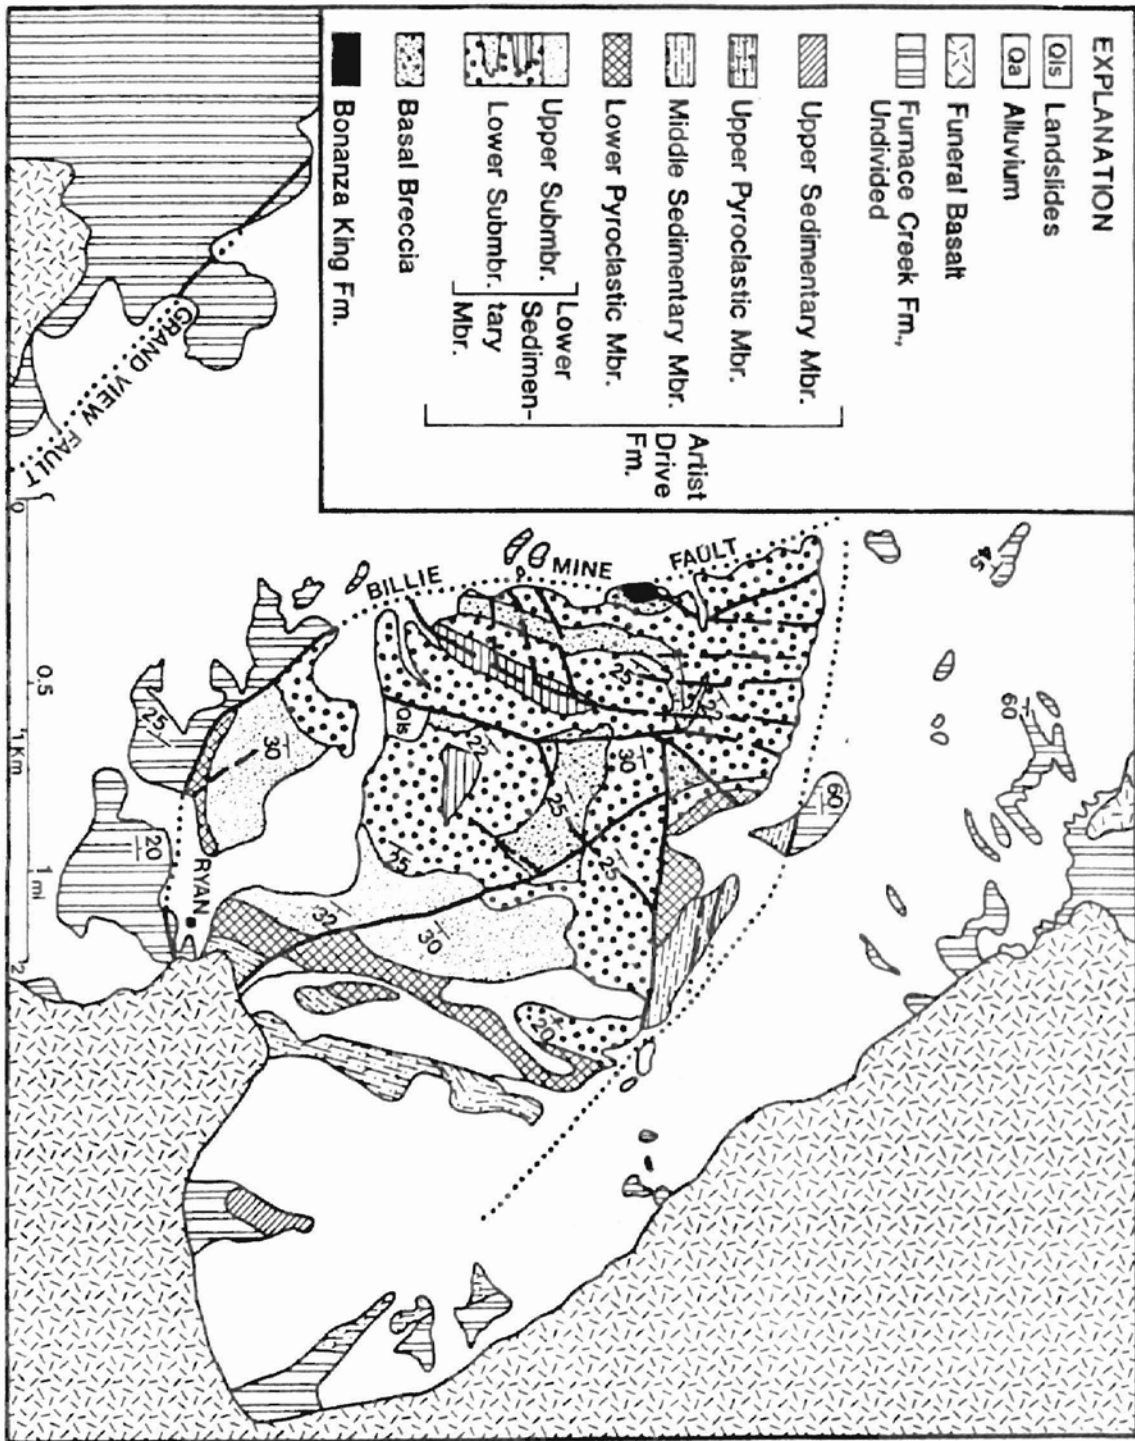 EXPLANATION
Qls Landslides
Qa Alluvium
Funeral Basalt
Furnace Creek Fm.,
Undivided
Upper Sedimentary Mbr.
Upper Pyroclastic Mbr.
Middle Sedimentary Mbr.
Lower Pyroclastic Mbr.
Upper Submbr.
Lower Submbr.
Lower
Sedimen-
tary
Mbr.
Basal Breccia
Artist
Drive
Fm.
Bonanza King Fm.
GRAND VIEW FAULT
BILLIE MINE FAULT
RYAN
Qls
0
0.5
1 Km
1 mi
2
45
60
60
25
22
30
22
25
25
25
30
25
20
32
30
20